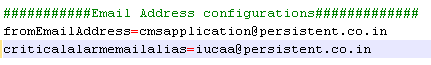 ###########Email Address configurations#############
fromEmailAddress=cmsapplication@persistent.co.in
criticalalarmemailalias=iucaa@persistent.co.in